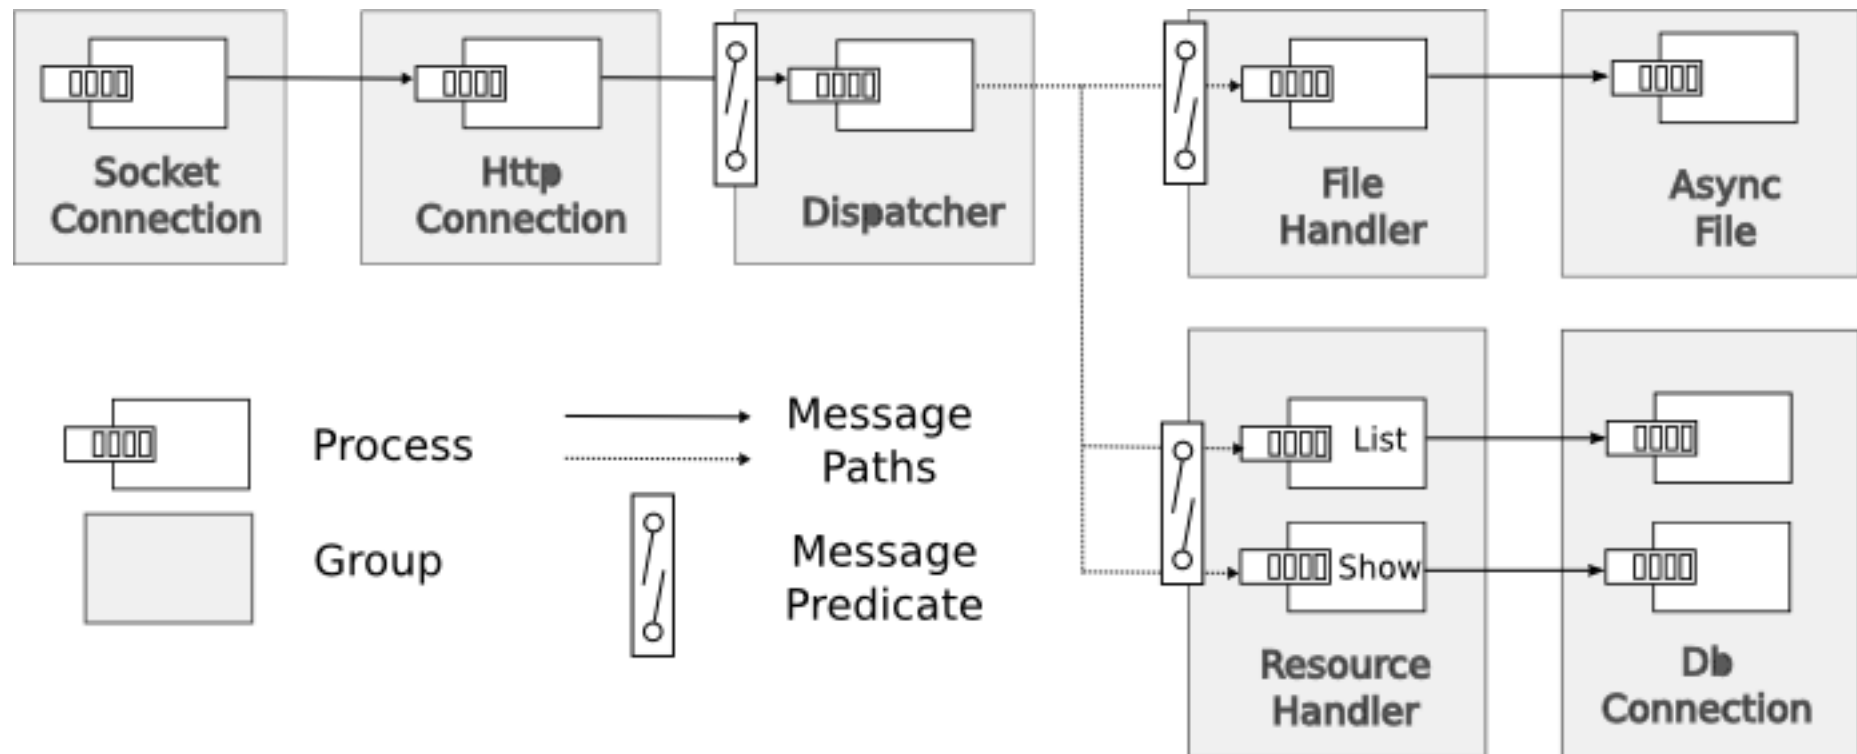 Socket
Connection
Http
Connection
Dispatcher
File
Handler
Async
File
Process
Message
Paths
Group
Message
Predicate
List
Show
Resource
Handler
Db
Connection